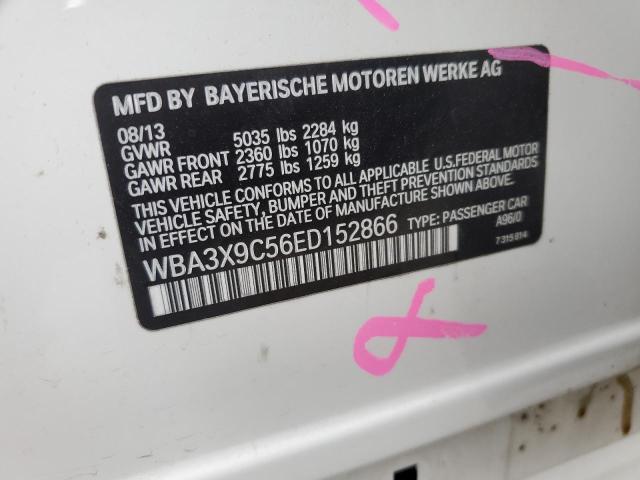 MFD BY BAYERISCHE MOTOREN WERKE AG
08/13
GVWR 5035 lbs 2284 kg
GAWR FRONT 2360 lbs 1070 kg
GAWR REAR 2775 lbs 1259 kg
THIS VEHICLE CONFORMS TO ALL APPLICABLE U.S.FEDERAL MOTOR
VEHICLE SAFETY, BUMPER, AND THEFT PREVENTION STANDARDS
IN EFFECT ON THE DATE OF MANUFACTURE SHOWN ABOVE.
WBA3X9C56ED152866 TYPE: PASSENGER CAR
A96/0
7315814